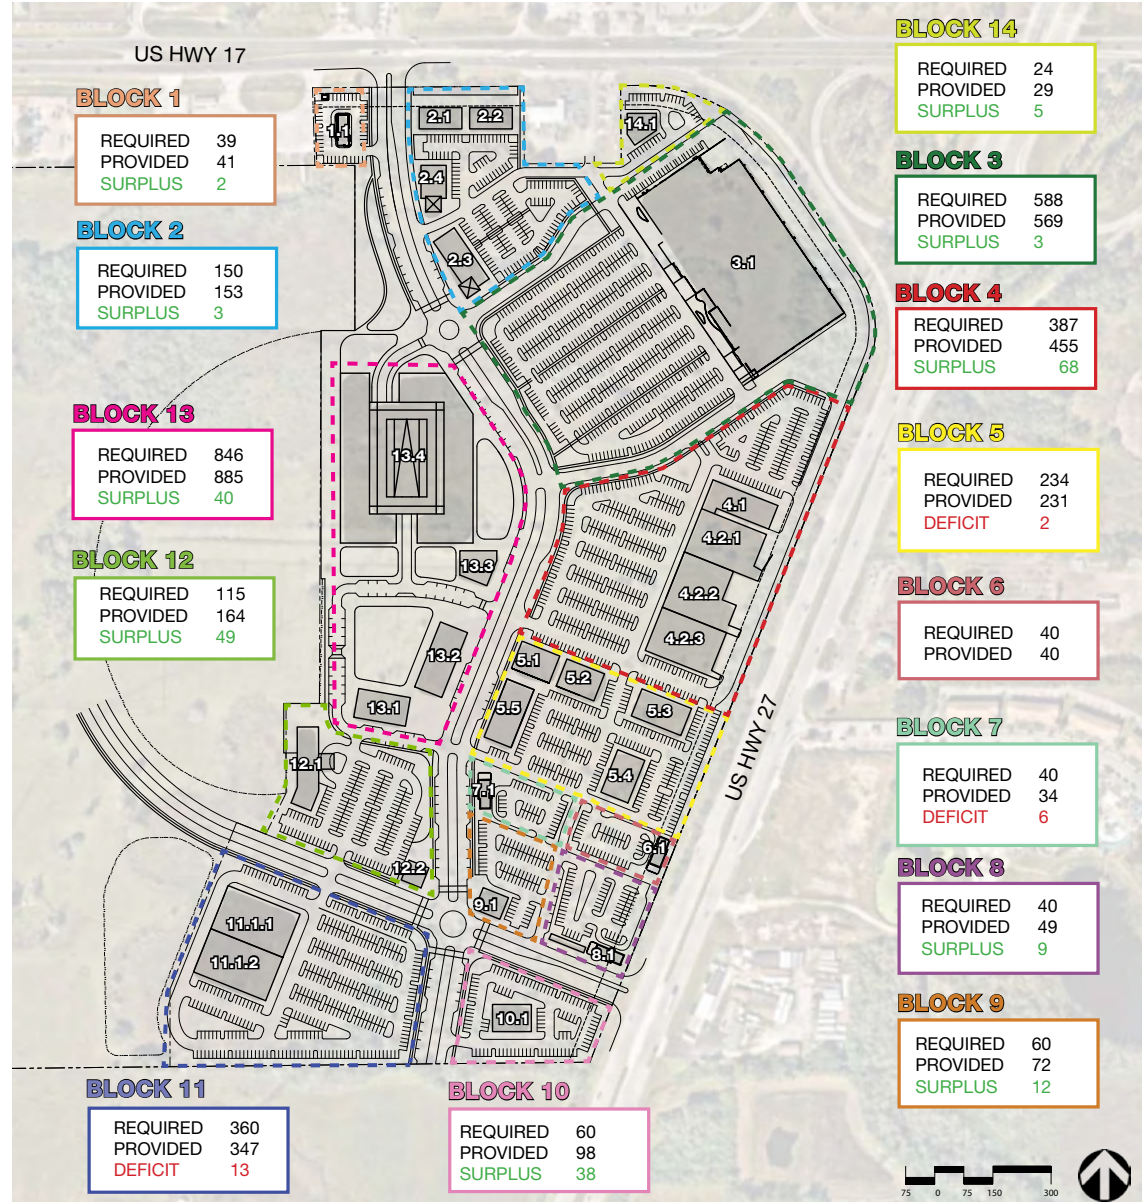 US HWY 17
BLOCK 1
REQUIRED 39
PROVIDED 41
SURPLUS 2
BLOCK 2
REQUIRED 150
PROVIDED 153
SURPLUS 3
BLOCK 13
REQUIRED 846
PROVIDED 885
SURPLUS 40
BLOCK 12
REQUIRED 115
PROVIDED 164
SURPLUS 49
BLOCK 11
REQUIRED 360
PROVIDED 347
DEFICIT 13
BLOCK 10
REQUIRED 60
PROVIDED 98
SURPLUS 38
BLOCK 14
REQUIRED 24
PROVIDED 29
SURPLUS 5
BLOCK 3
REQUIRED 588
PROVIDED 569
SURPLUS 3
BLOCK 4
REQUIRED 387
PROVIDED 455
SURPLUS 68
BLOCK 5
REQUIRED 234
PROVIDED 231
DEFICIT 2
BLOCK 6
REQUIRED 40
PROVIDED 40
BLOCK 7
REQUIRED 40
PROVIDED 34
DEFICIT 6
BLOCK 8
REQUIRED 40
PROVIDED 49
SURPLUS 9
BLOCK 9
REQUIRED 60
PROVIDED 72
SURPLUS 12
1.1
2.1
2.2
2.4
2.3
14.1
3.1
13.4
13.3
13.2
13.1
4.1
4.2.1
4.2.2
4.2.3
5.1
5.2
5.5
5.3
5.4
US HWY 27
12.1
12.2
7.1
6.1
9.1
8.1
11.1.1
11.1.2
10.1
75 0 75 150 300